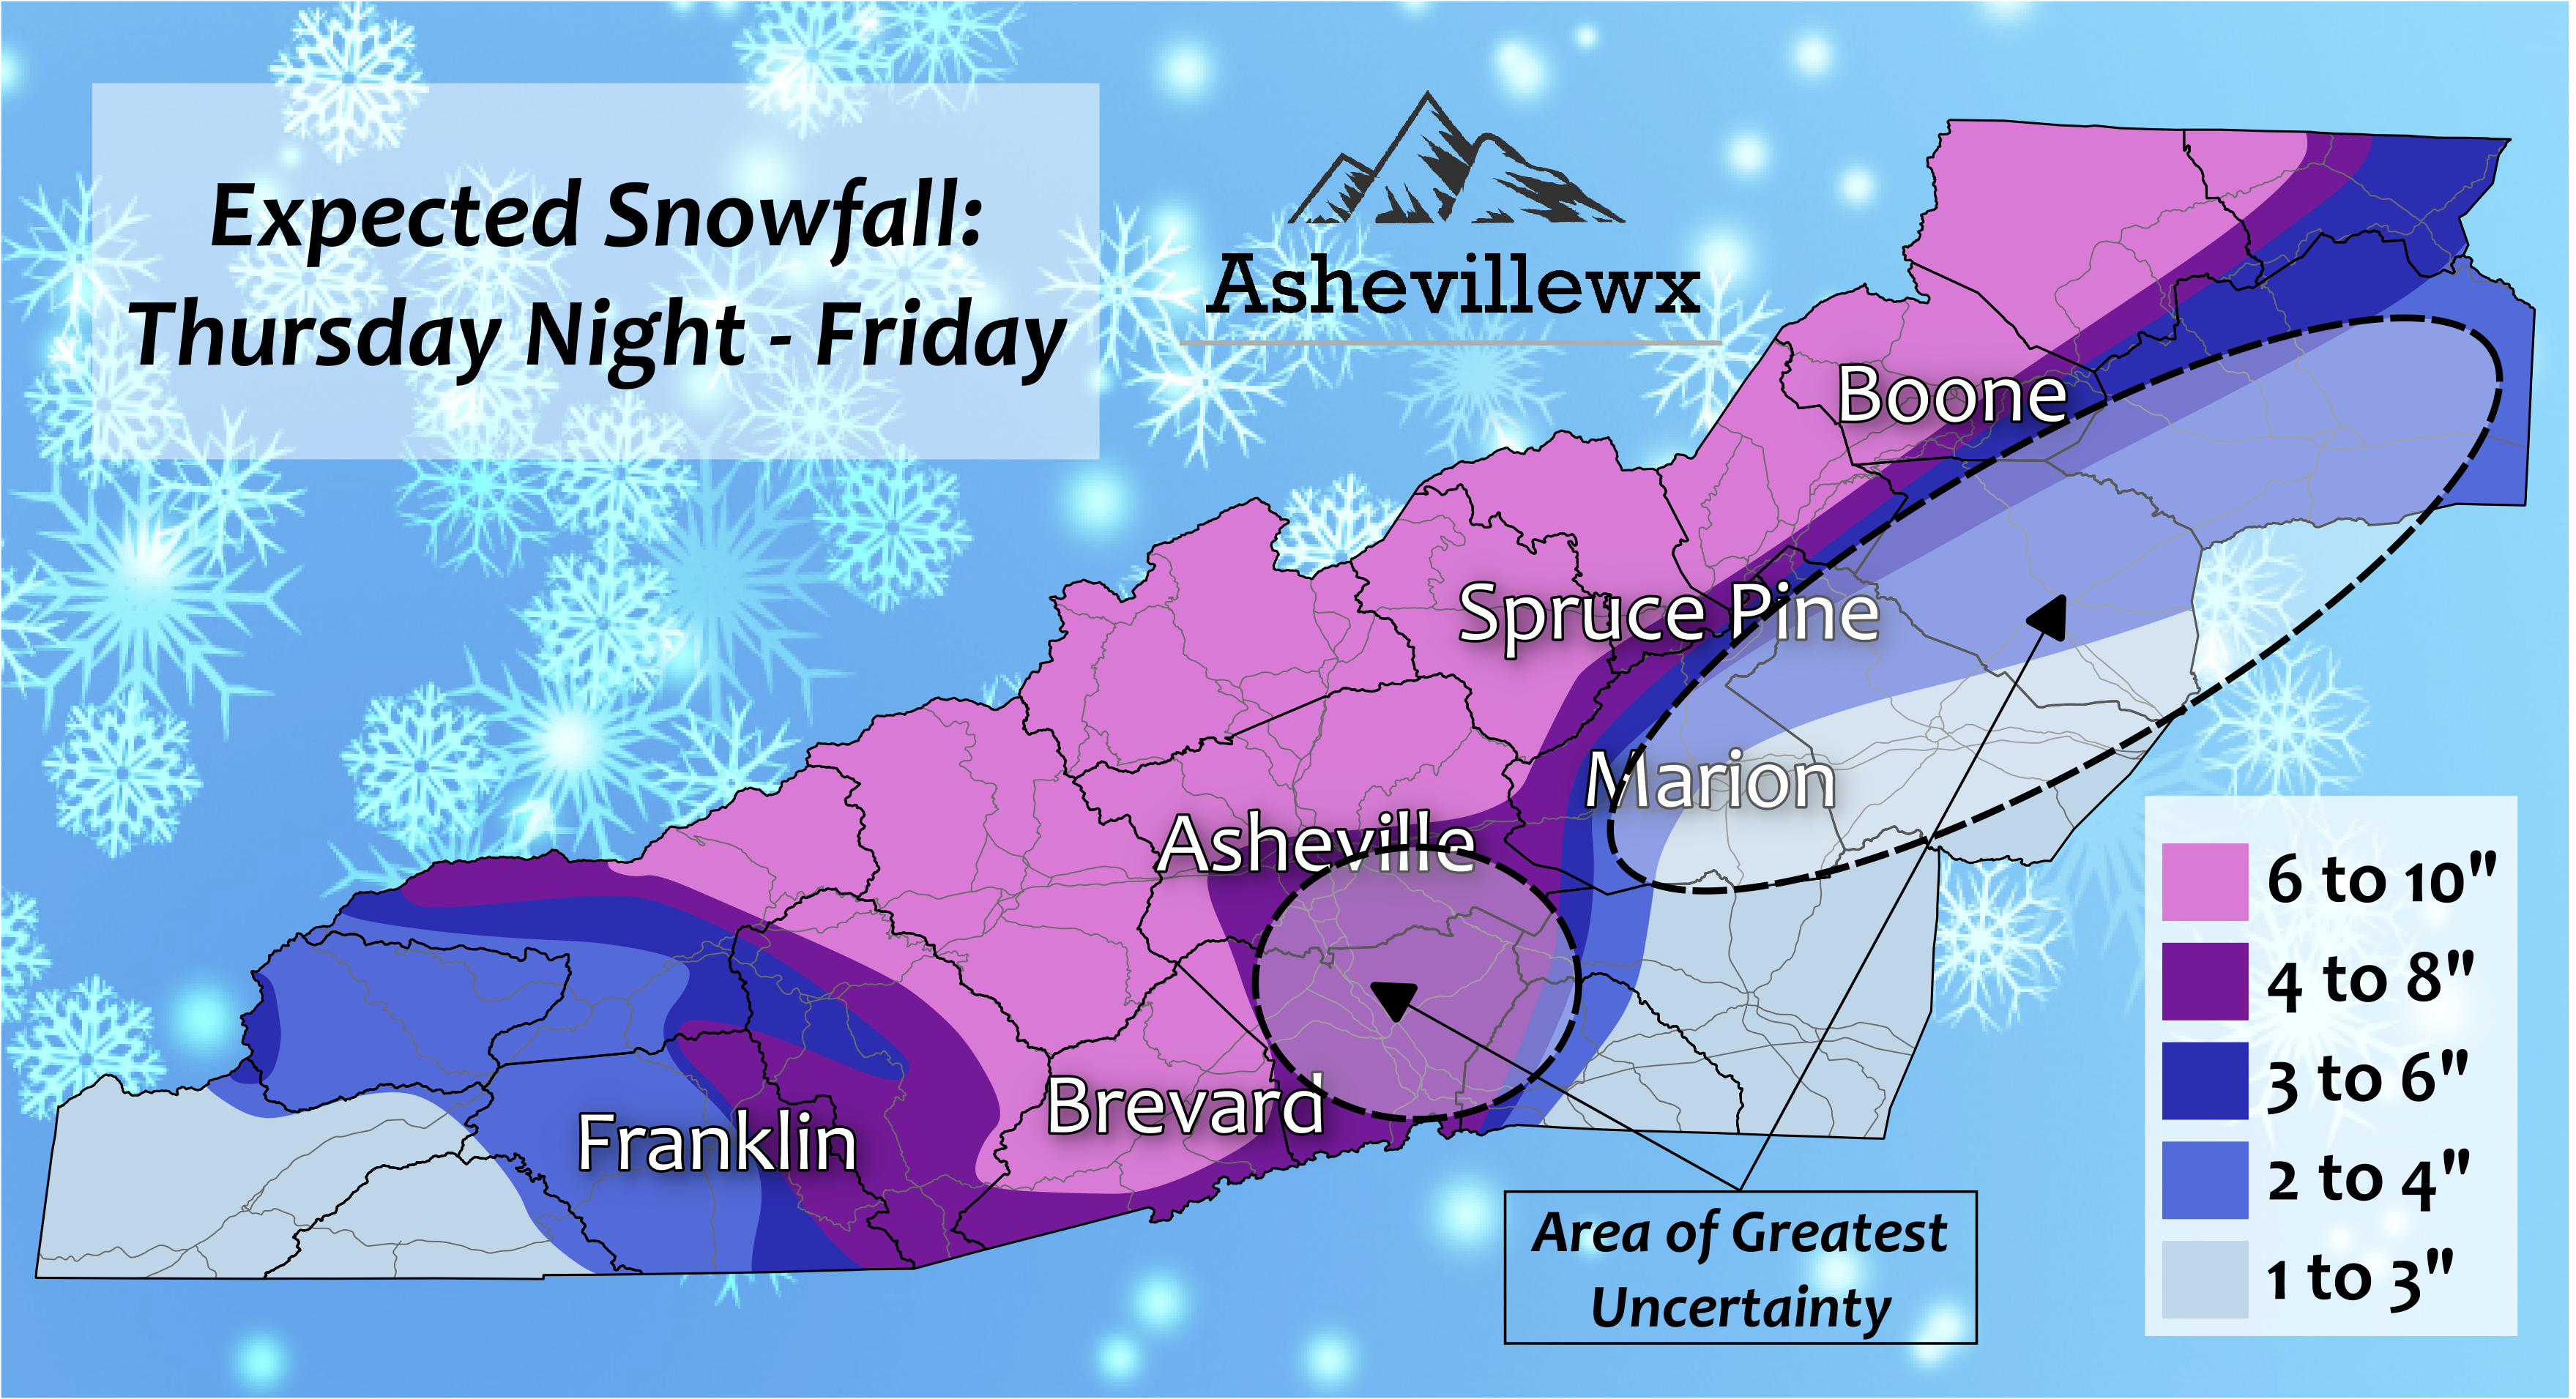 Expected Snowfall:
Thursday Night - Friday
Ashevillewx
Boone
Spruce Pine
Marion
Asheville
Brevard
Franklin
6 to 10"
4 to 8"
3 to 6"
2 to 4"
1 to 3"
Area of Greatest
Uncertainty